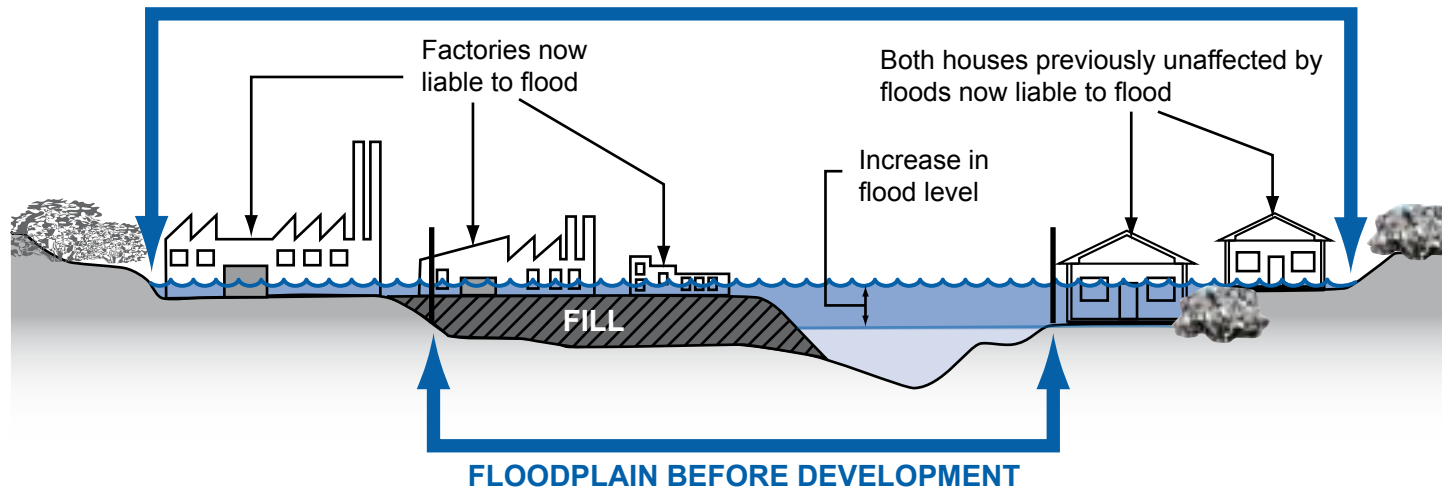 Factories now
liable to flood
Both houses previously unaffected by
floods now liable to flood
Increase in
flood level
FILL
FLOODPLAIN BEFORE DEVELOPMENT